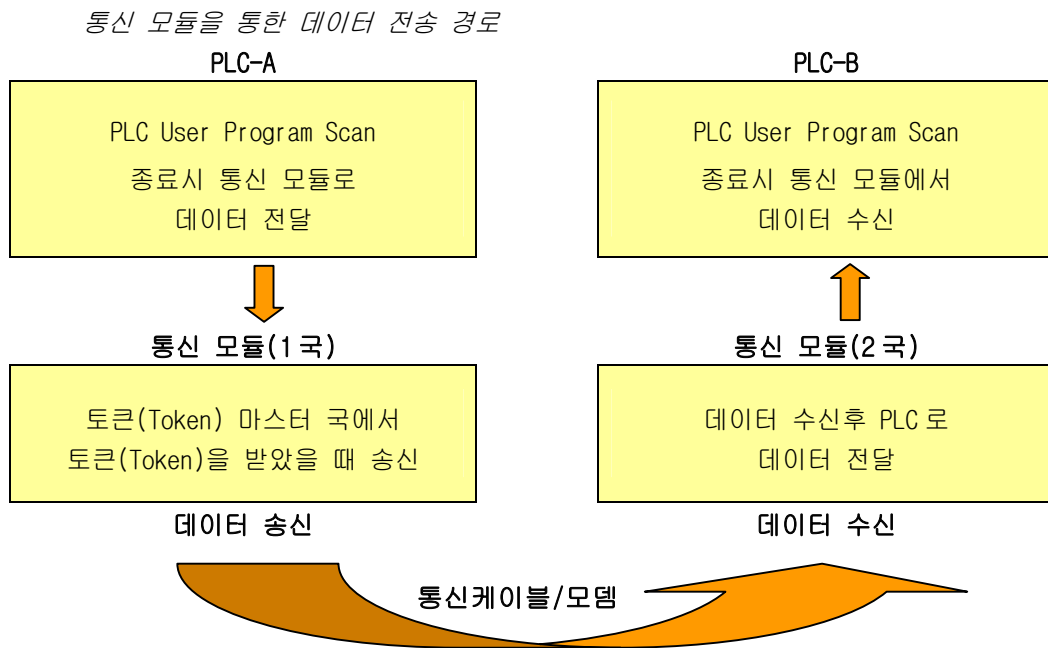 통신 모듈을 통한 데이터 전송 경로
PLC-A
PLC User Program Scan
종료시 통신 모듈로
데이터 전달
통신 모듈(1국)
토큰(Token) 마스터 국에서
토큰(Token)을 받았을 때 송신
데이터 송신
PLC-B
PLC User Program Scan
종료시 통신 모듈에서
데이터 수신
통신 모듈(2국)
데이터 수신후 PLC로
데이터 전달
데이터 수신
통신케이블/모뎀